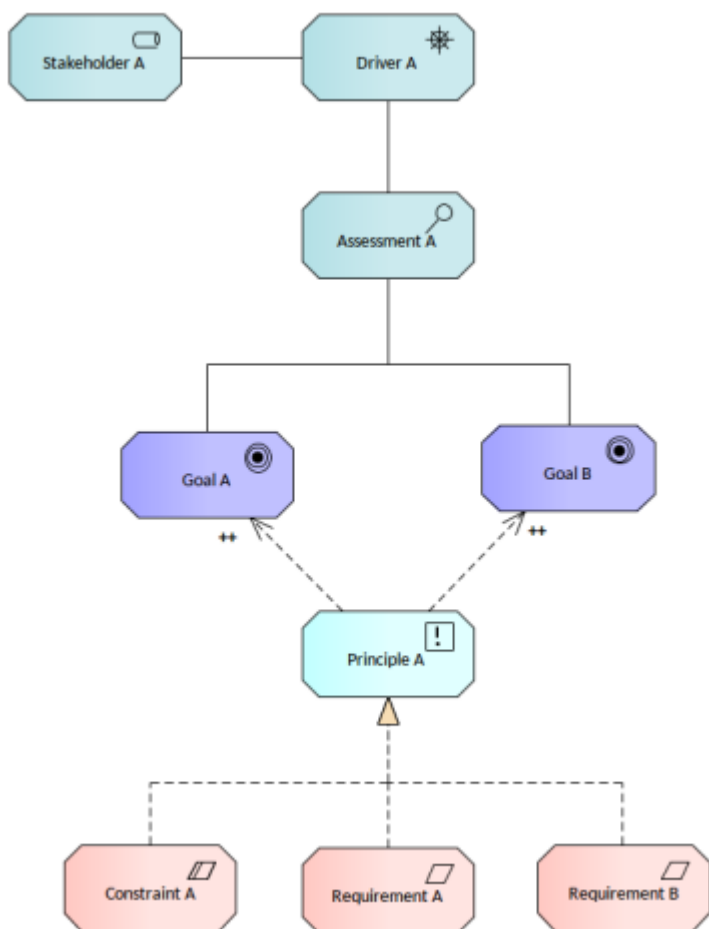 Stakeholder A
Driver A
Assessment A
Goal A
Goal B
++
++
Principle A
Constraint A
Requirement A
Requirement B